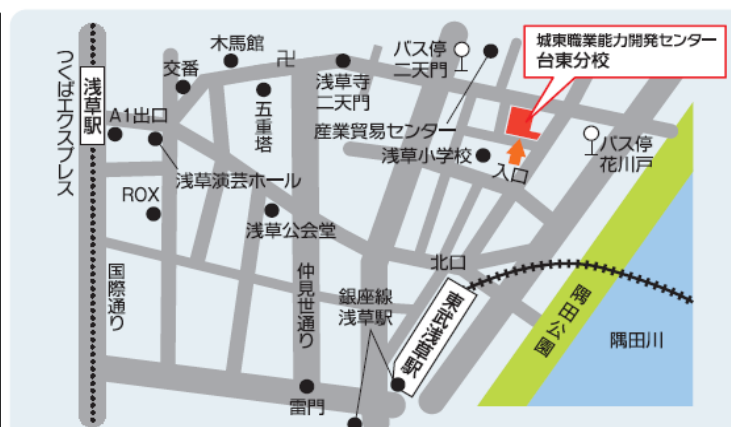 城東職業能力開発センター
台東分校
木馬館
卍
バス停
二天門
交番
浅草寺
二天門
五重塔
産業貿易センター
つくばエクスプレス
浅草駅
A1出口
バス停
花川戸
浅草小学校
入口
浅草演芸ホール
ROX
浅草公会堂
北口
国際通り
仲見世通り
銀座線
浅草駅
東武浅草駅
隅田公園
隅田川
雷門